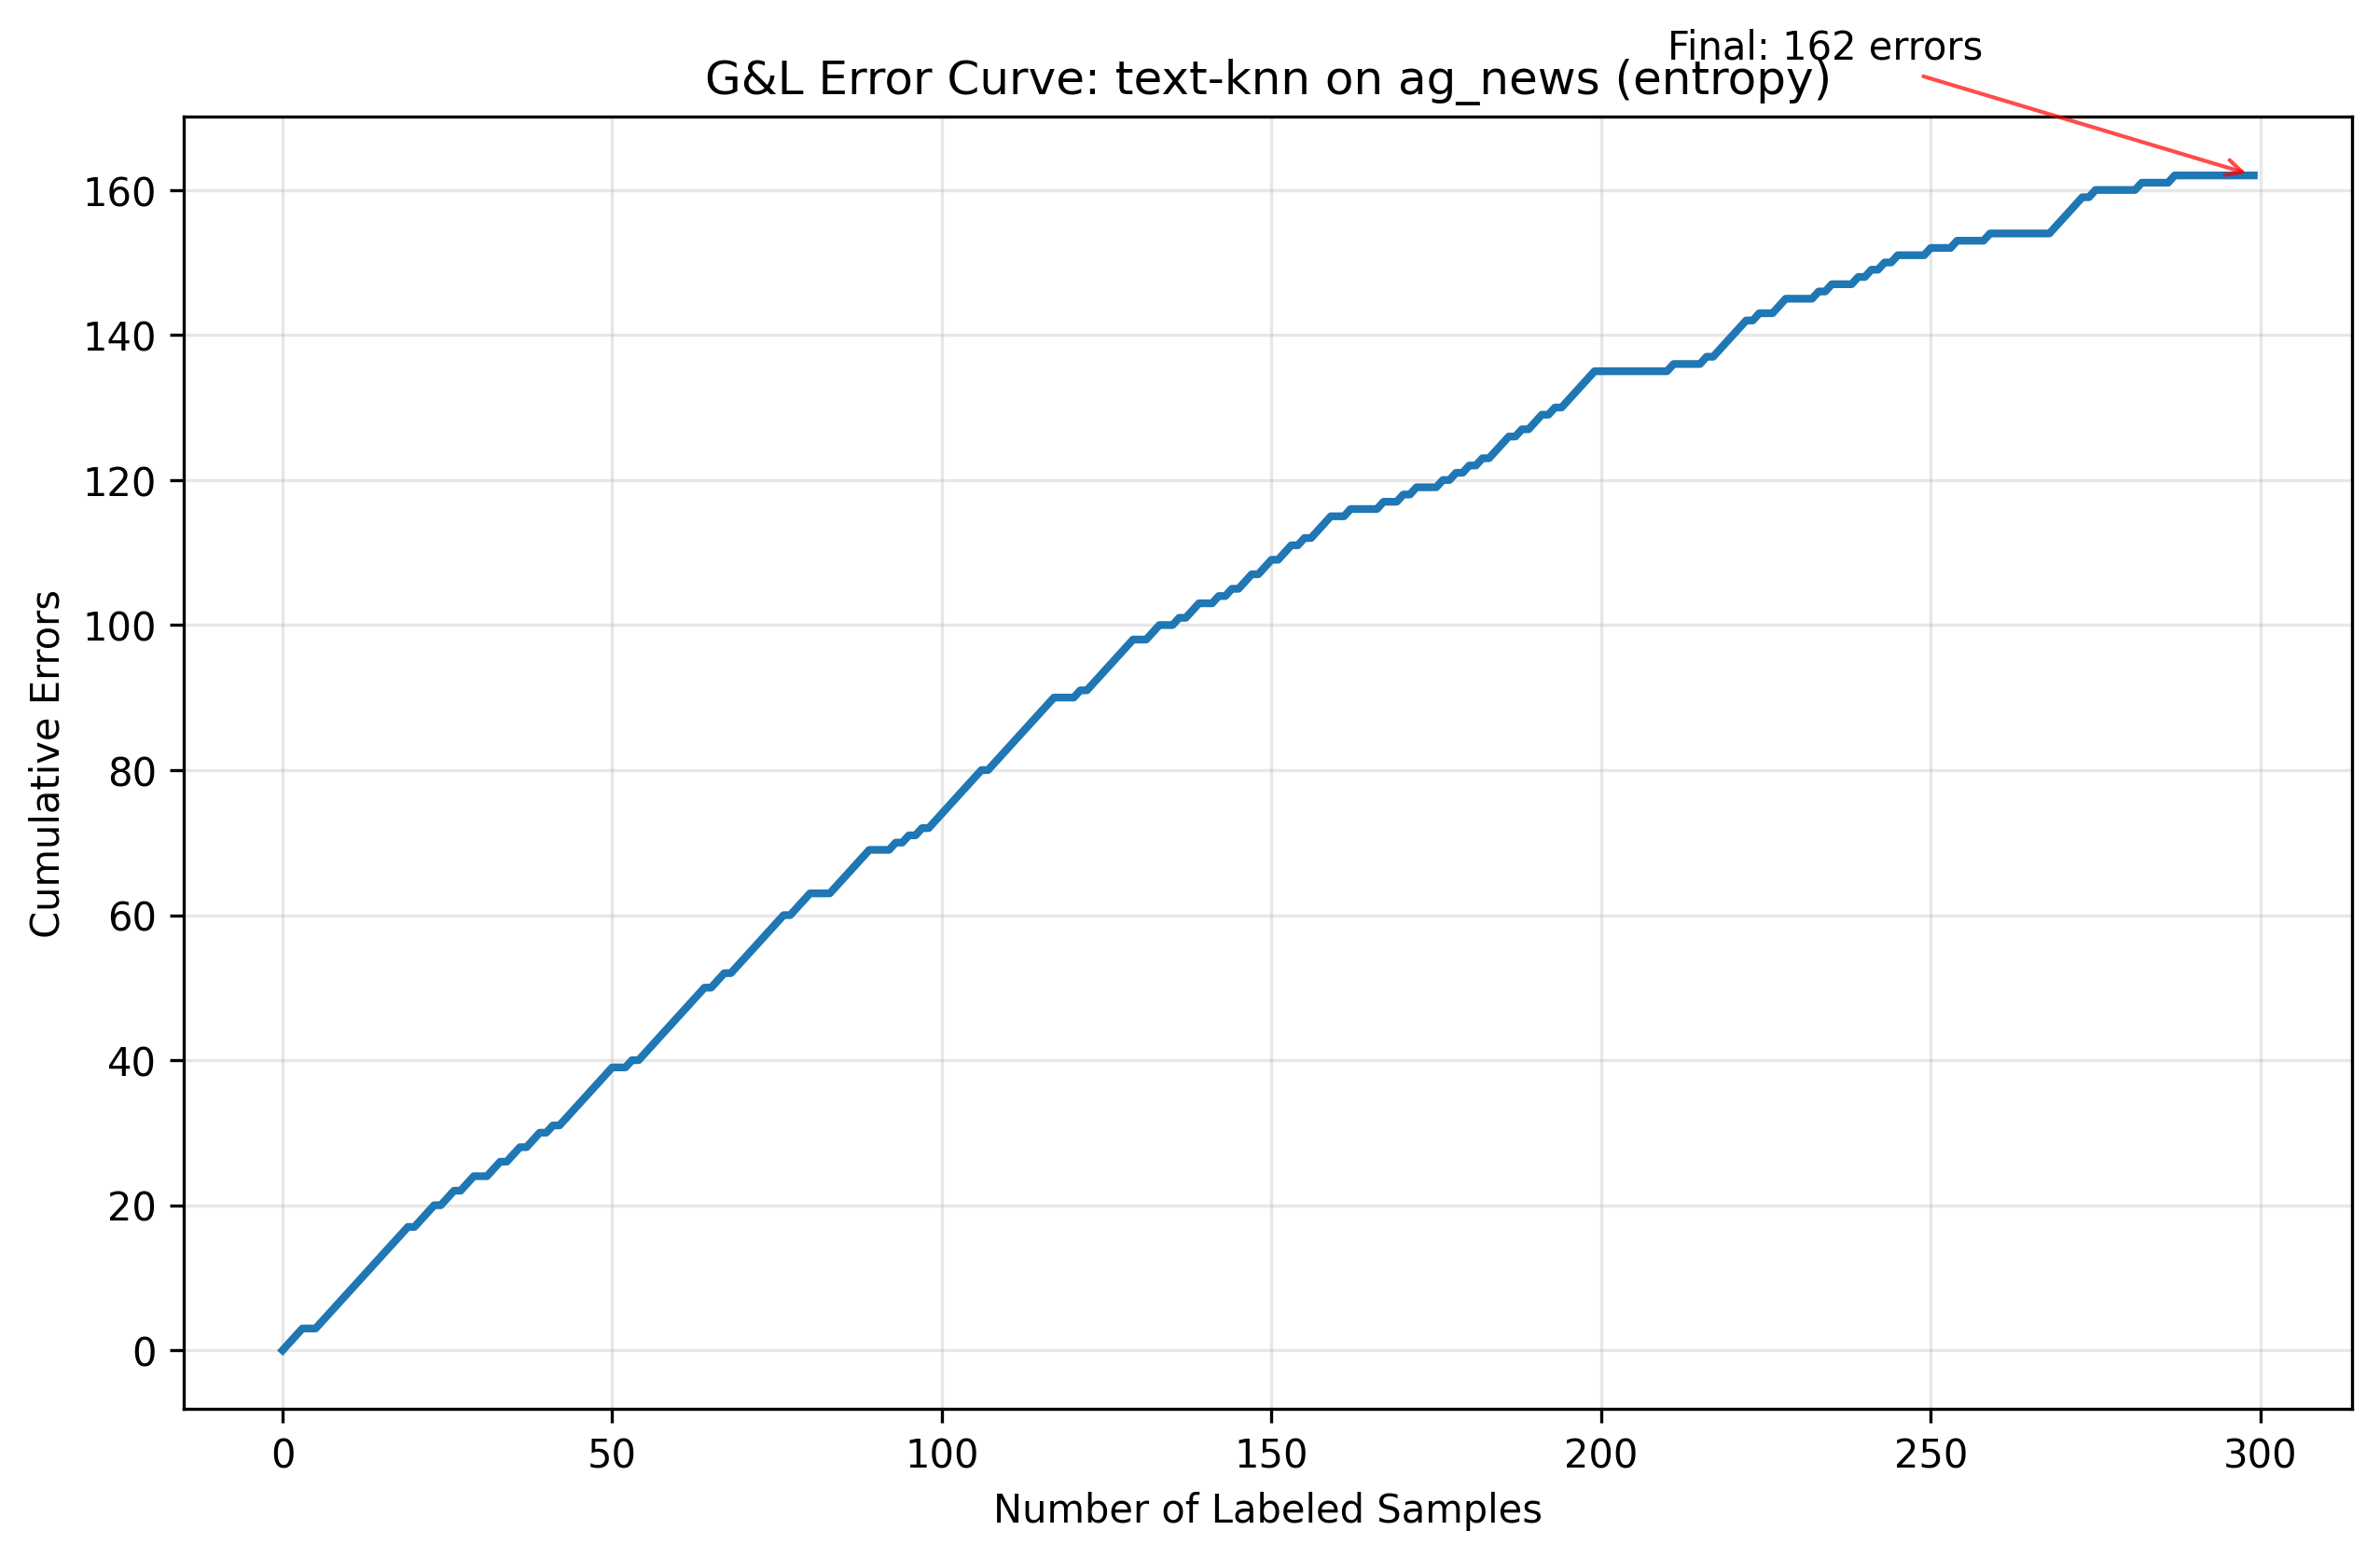 Final: 162 errors
G&L Error Curve: text-knn on ag_news (entropy)
Cumulative Errors
160
140
120
100
80
60
40
20
0
0 50 100 150 200 250 300
Number of Labeled Samples